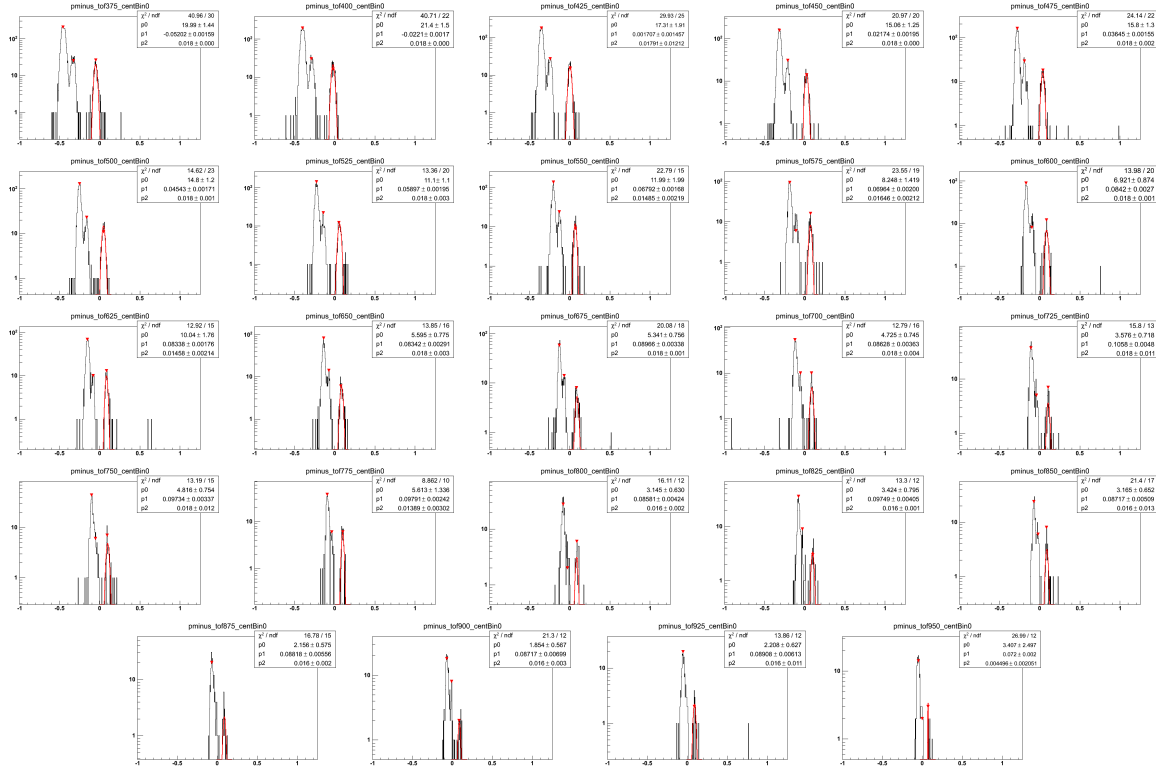 pminus_tof375_centBin0
χ² / ndf 40.96 / 30
p0 19.99 ± 1.44
p1 -0.05202 ± 0.00159
p2 0.018 ± 0.000
pminus_tof400_centBin0
χ² / ndf 40.71 / 22
p0 21.4 ± 1.5
p1 -0.0221 ± 0.0017
p2 0.018 ± 0.000
pminus_tof425_centBin0
χ² / ndf 29.93 / 25
p0 17.31 ± 1.91
p1 0.001707 ± 0.001457
p2 0.01791 ± 0.01212
pminus_tof450_centBin0
χ² / ndf 20.97 / 20
p0 15.06 ± 1.25
p1 0.02174 ± 0.00195
p2 0.018 ± 0.000
pminus_tof475_centBin0
χ² / ndf 24.14 / 22
p0 15.8 ± 1.3
p1 0.03645 ± 0.00155
p2 0.018 ± 0.002
pminus_tof500_centBin0
χ² / ndf 14.62 / 23
p0 14.8 ± 1.2
p1 0.04543 ± 0.00171
p2 0.018 ± 0.001
pminus_tof525_centBin0
χ² / ndf 13.36 / 20
p0 11.1 ± 1.1
p1 0.05897 ± 0.00195
p2 0.018 ± 0.003
pminus_tof550_centBin0
χ² / ndf 22.79 / 15
p0 11.99 ± 1.99
p1 0.06792 ± 0.00168
p2 0.01485 ± 0.00219
pminus_tof575_centBin0
χ² / ndf 23.55 / 19
p0 8.248 ± 1.419
p1 0.06964 ± 0.00200
p2 0.01646 ± 0.00212
pminus_tof600_centBin0
χ² / ndf 13.98 / 20
p0 6.921 ± 0.874
p1 0.0842 ± 0.0027
p2 0.018 ± 0.001
pminus_tof625_centBin0
χ² / ndf 12.92 / 15
p0 10.04 ± 1.76
p1 0.08338 ± 0.00176
p2 0.01458 ± 0.00214
pminus_tof650_centBin0
χ² / ndf 13.85 / 16
p0 5.595 ± 0.775
p1 0.08342 ± 0.00291
p2 0.018 ± 0.003
pminus_tof675_centBin0
χ² / ndf 20.08 / 18
p0 5.341 ± 0.756
p1 0.08966 ± 0.00338
p2 0.018 ± 0.001
pminus_tof700_centBin0
χ² / ndf 12.79 / 16
p0 4.725 ± 0.745
p1 0.08628 ± 0.00363
p2 0.018 ± 0.004
pminus_tof725_centBin0
χ² / ndf 15.8 / 13
p0 3.576 ± 0.718
p1 0.1058 ± 0.0048
p2 0.018 ± 0.011
pminus_tof750_centBin0
χ² / ndf 13.19 / 15
p0 4.816 ± 0.754
p1 0.09734 ± 0.00337
p2 0.018 ± 0.012
pminus_tof775_centBin0
χ² / ndf 8.862 / 10
p0 5.613 ± 1.336
p1 0.09791 ± 0.00242
p2 0.01389 ± 0.00302
pminus_tof800_centBin0
χ² / ndf 16.11 / 12
p0 3.145 ± 0.630
p1 0.08581 ± 0.00424
p2 0.016 ± 0.002
pminus_tof825_centBin0
χ² / ndf 13.3 / 12
p0 3.424 ± 0.795
p1 0.09749 ± 0.00405
p2 0.016 ± 0.001
pminus_tof850_centBin0
χ² / ndf 21.4 / 17
p0 3.165 ± 0.652
p1 0.08717 ± 0.00509
p2 0.016 ± 0.013
pminus_tof875_centBin0
χ² / ndf 16.78 / 15
p0 2.156 ± 0.575
p1 0.08818 ± 0.00556
p2 0.016 ± 0.002
pminus_tof900_centBin0
χ² / ndf 21.3 / 12
p0 1.854 ± 0.567
p1 0.08717 ± 0.00699
p2 0.016 ± 0.003
pminus_tof925_centBin0
χ² / ndf 13.86 / 12
p0 2.208 ± 0.627
p1 0.08908 ± 0.00613
p2 0.016 ± 0.011
pminus_tof950_centBin0
χ² / ndf 26.99 / 12
p0 3.407 ± 2.497
p1 0.072 ± 0.002
p2 0.004496 ± 0.002051